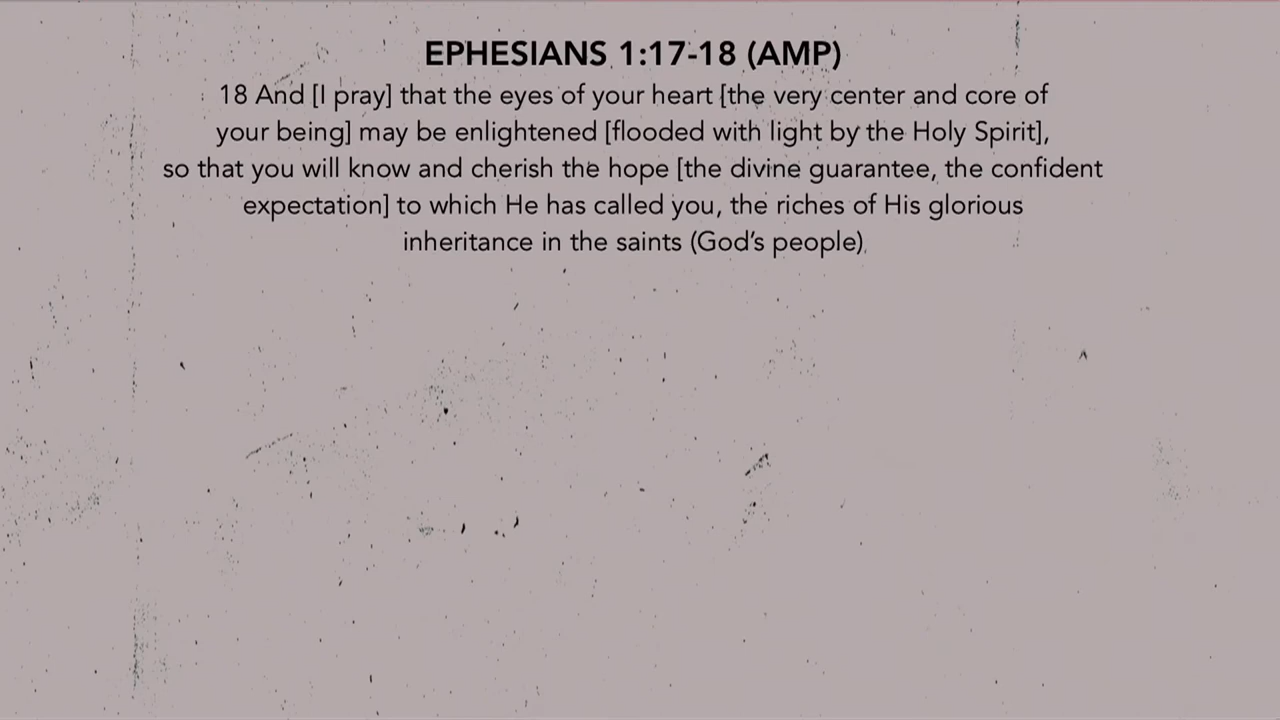 EPHESIANS 1:17-18 (AMP)
18 And [I pray] that the eyes of your heart [the very center and core of
your being] may be enlightened [flooded with light by the Holy Spirit],
so that you will know and cherish the hope [the divine guarantee, the confident
expectation] to which He has called you, the riches of His glorious
inheritance in the saints (God’s people)